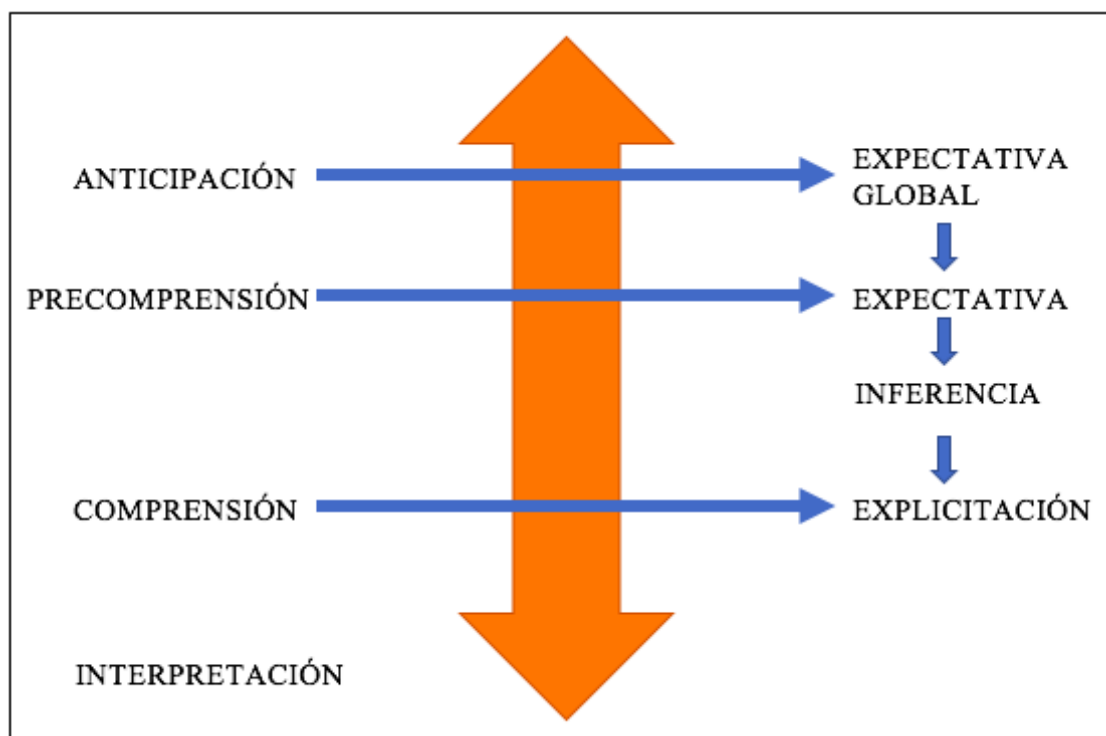 ANTICIPACIÓN
EXPECTATIVA
GLOBAL
PRECOMPRENSIÓN
EXPECTATIVA
INFERENCIA
COMPRENSIÓN
EXPLICITACIÓN
INTERPRETACIÓN